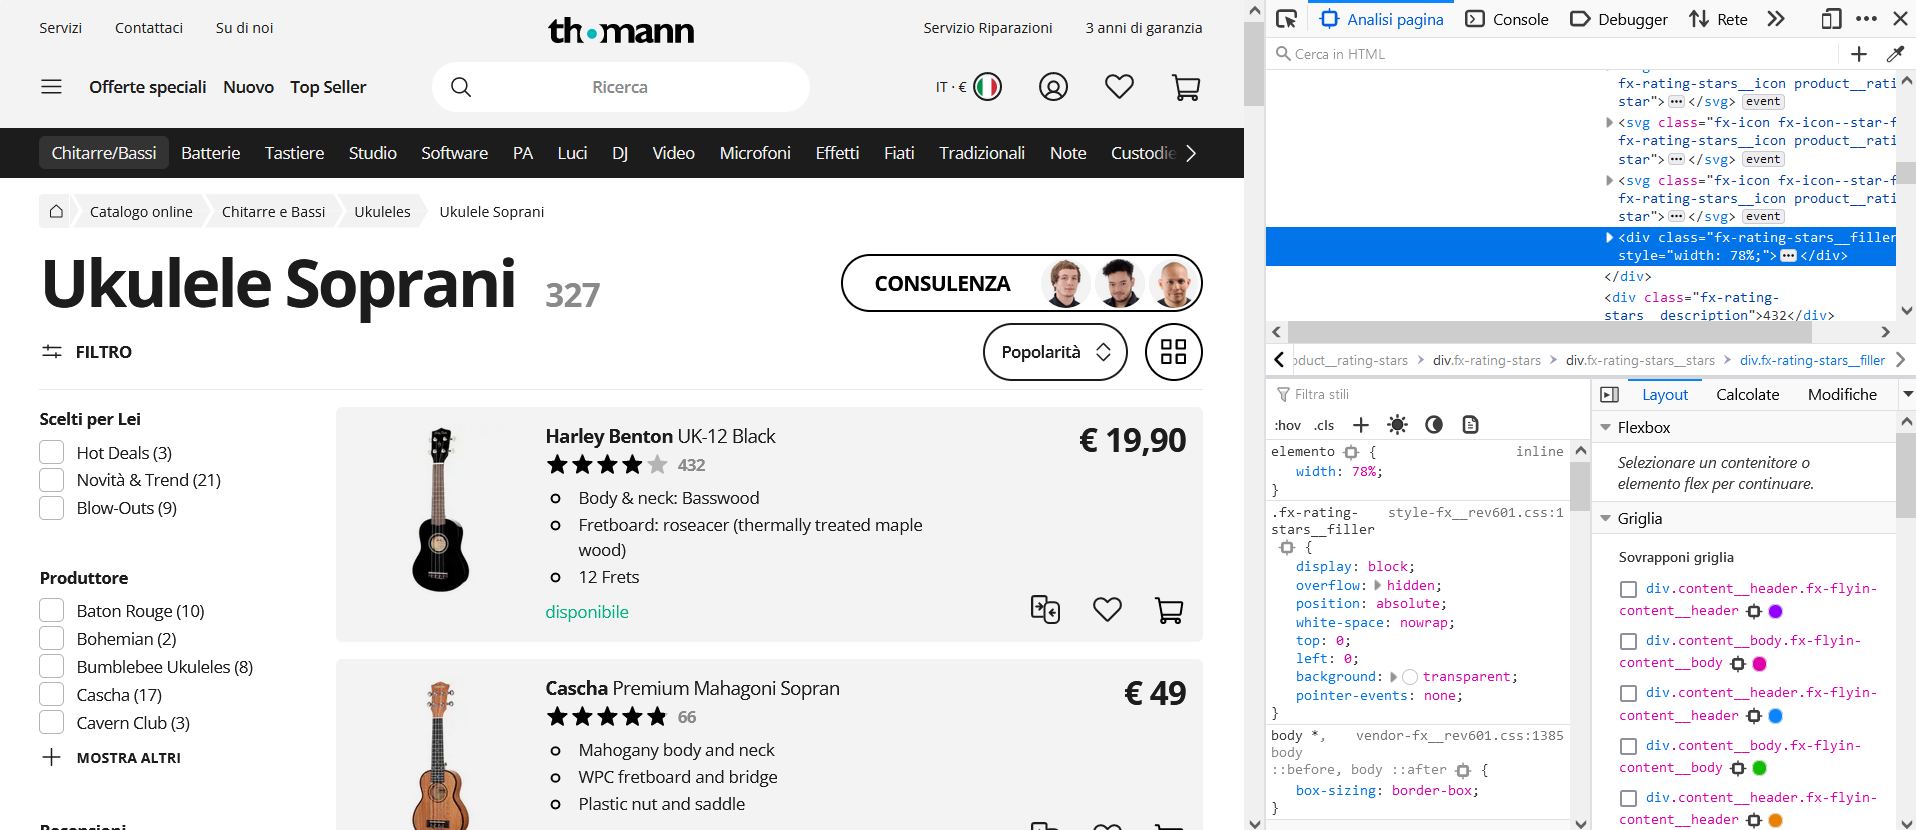 Servizi
Contattaci
Su di noi
thomann
Servizio Riparazioni
3 anni di garanzia
Offerte speciali
Nuovo
Top Seller
Ricerca
IT · €
Chitarre/Bassi
Batterie
Tastiere
Studio
Software
PA
Luci
DJ
Video
Microfoni
Effetti
Fiati
Tradizionali
Note
Custodie
Catalogo online
Chitarre e Bassi
Ukuleles
Ukulele Soprani
Ukulele Soprani 327
CONSULENZA
FILTRO
Popolarità
Scelti per Lei
Hot Deals (3)
Novità & Trend (21)
Blow-Outs (9)
Produttore
Baton Rouge (10)
Bohemian (2)
Bumblebee Ukuleles (8)
Cascha (17)
Cavern Club (3)
MOSTRA ALTRI
Harley Benton UK-12 Black
€ 19,90
432
Body & neck: Basswood
Fretboard: roseacer (thermally treated maple
wood)
12 Frets
disponibile
Cascha Premium Mahagoni Sopran
€ 49
66
Mahogany body and neck
WPC fretboard and bridge
Plastic nut and saddle
Analisi pagina
Console
Debugger
Rete
Cerca in HTML
fx-rating-stars__icon product__rati
star"> </svg> event
<svg class="fx-icon fx-icon--star-f
fx-rating-stars__icon product__rati
star"> </svg> event
<svg class="fx-icon fx-icon--star-f
fx-rating-stars__icon product__rati
star"> </svg> event
<div class="fx-rating-stars__filler
style="width: 78%;"> </div>
</div>
<div class="fx-rating-
stars__description">432</div>
oduct__rating-stars
div.fx-rating-stars
div.fx-rating-stars__stars
div.fx-rating-stars__filler
Filtra stili
:hov .cls
elemento {
inline
width: 78%;
}
.fx-rating-
stars__filler
style-fx__rev601.css:1
{
display: block;
overflow: hidden;
position: absolute;
white-space: nowrap;
top: 0;
left: 0;
background: transparent;
pointer-events: none;
}
body *,
vendor-fx__rev601.css:1385
body
::before, body ::after {
box-sizing: border-box;
}
Layout
Calcolate
Modifiche
Flexbox
Selezionare un contenitore o
elemento flex per continuare.
Griglia
Sovrapponi griglia
div.content__header.fx-flyin-
content__header
div.content__body.fx-flyin-
content__body
div.content__header.fx-flyin-
content__header
div.content__body.fx-flyin-
content__body
div.content__header.fx-flyin-
content__header